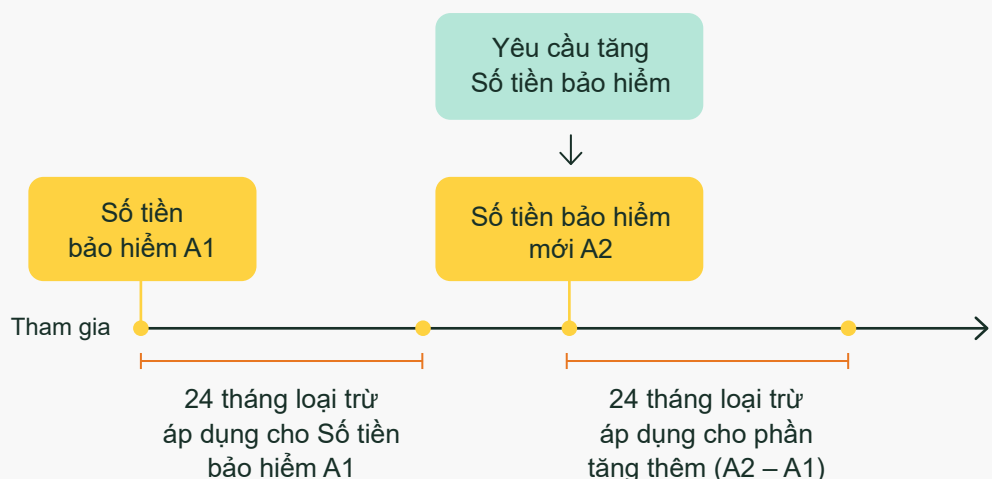 Yêu cầu tăng
Số tiền bảo hiểm
Số tiền
bảo hiểm A1
Số tiền bảo hiểm
mới A2
Tham gia
24 tháng loại trừ
áp dụng cho Số tiền
bảo hiểm A1
24 tháng loại trừ
áp dụng cho phần
tăng thêm (A2 – A1)